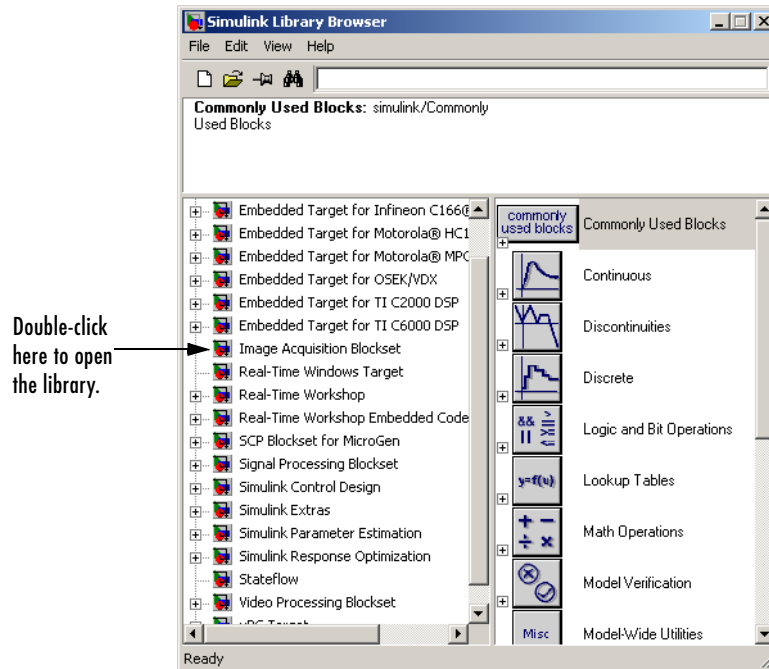 Simulink Library Browser
File Edit View Help
Commonly Used Blocks: simulink/Commonly
Used Blocks
Double-click
here to open
the library.
Embedded Target for Infineon C166®
Embedded Target for Motorola® HC1
Embedded Target for Motorola® MPC
Embedded Target for OSEK/VDX
Embedded Target for TI C2000 DSP
Embedded Target for TI C6000 DSP
Image Acquisition Blockset
Real-Time Windows Target
Real-Time Workshop
Real-Time Workshop Embedded Code
SCP Blockset for MicroGen
Signal Processing Blockset
Simulink Control Design
Simulink Extras
Simulink Parameter Estimation
Simulink Response Optimization
Stateflow
Video Processing Blockset
xPC Target
commonly
used blocks
Commonly Used Blocks
Continuous
Discontinuities
Discrete
&& >
|| >=
<=
Logic and Bit Operations
y=f(u)
Lookup Tables
+ −
÷ ×
Math Operations
Model Verification
Misc
Model-Wide Utilities
Ready